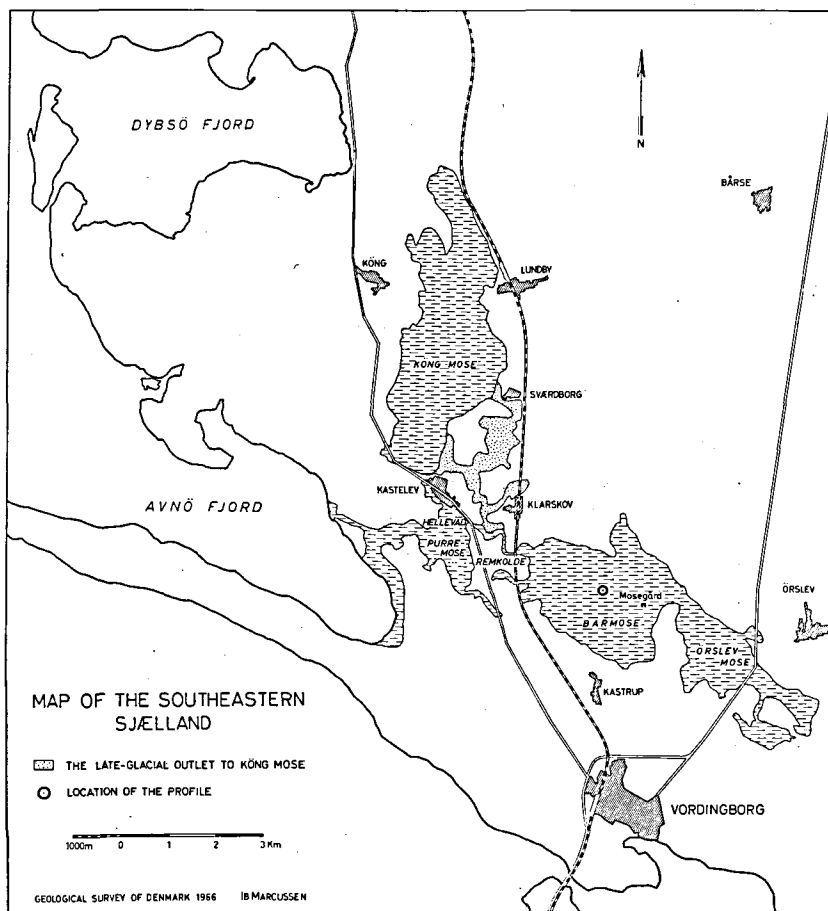 DYBSÖ FJORD
N
BÅRSE
KÖNG
LUNDBY
KÖNG MOSE
SVÆRDBORG
KASTELEV
AVNÖ FJORD
KLARSKOV
HELLEVAD
PURRE-
MOSE
REMKOLDE
Mosegård
BARMOSE
ÖRSLEV
ÖRSLEV-
MOSE
KASTRUP
MAP OF THE SOUTHEASTERN
SJÆLLAND
THE LATE-GLACIAL OUTLET TO KÖNG MOSE
LOCATION OF THE PROFILE
VORDINGBORG
1000m 0 1 2 3 Km
GEOLOGICAL SURVEY OF DENMARK 1966 IB MARCUSSEN